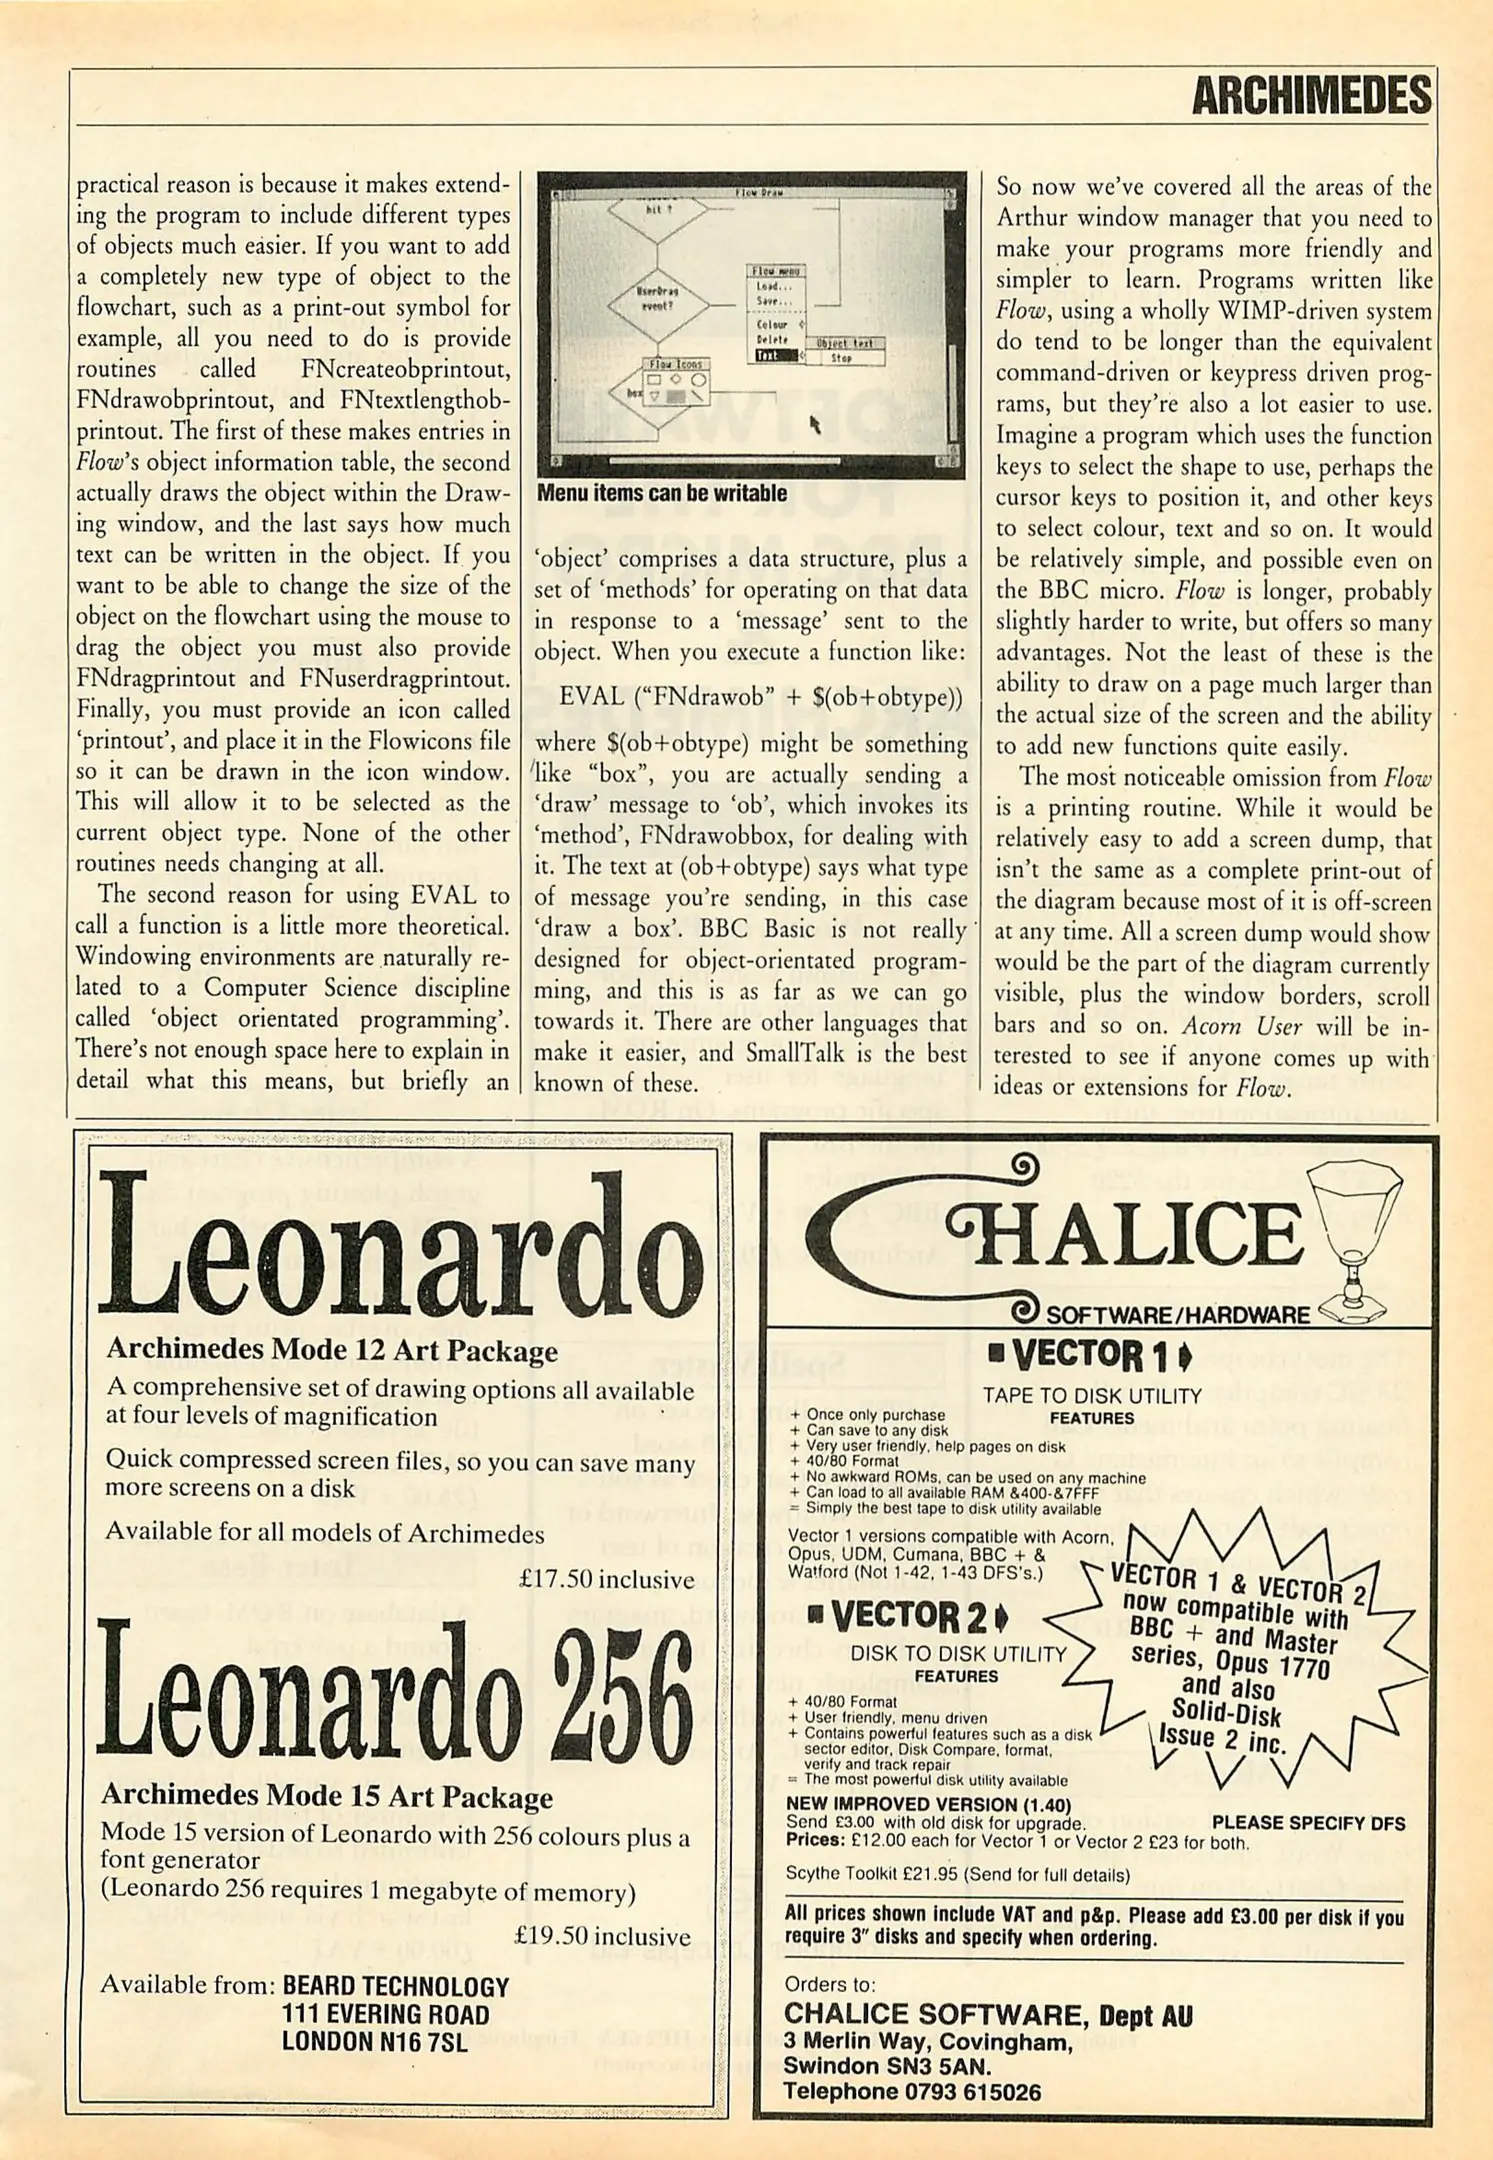 ARCHIMEDES
practical reason is because it makes extend-
ing the program to include different types
of objects much easier. If you want to add
a completely new type of object to the
flowchart, such as a print-out symbol for
example, all you need to do is provide
routines called FNcreateobprintout,
FNdrawobprintout, and FNtextlengthob-
printout. The first of these makes entries in
Flow's object information table, the second
actually draws the object within the Draw-
ing window, and the last says how much
text can be written in the object. If you
want to be able to change the size of the
object on the flowchart using the mouse to
drag the object you must also provide
FNdragprintout and FNuserdragprintout.
Finally, you must provide an icon called
'printout', and place it in the Flowicons file
so it can be drawn in the icon window.
This will allow it to be selected as the
current object type. None of the other
routines needs changing at all.
The second reason for using EVAL to
call a function is a little more theoretical.
Windowing environments are naturally re-
lated to a Computer Science discipline
called 'object orientated programming'.
There's not enough space here to explain in
detail what this means, but briefly an
Flow Draw
hit ?
UserDrag
event?
box
Flow menu
Load...
Save...
Colour
Delete
Text
Object text
Stop
Flow Icons
Menu items can be writable
'object' comprises a data structure, plus a
set of 'methods' for operating on that data
in response to a 'message' sent to the
object. When you execute a function like:
EVAL ("FNdrawob" + $(ob+obtype))
where $(ob+obtype) might be something
like "box", you are actually sending a
'draw' message to 'ob', which invokes its
'method', FNdrawobbox, for dealing with
it. The text at (ob+obtype) says what type
of message you're sending, in this case
'draw a box'. BBC Basic is not really
designed for object-orientated program-
ming, and this is as far as we can go
towards it. There are other languages that
make it easier, and SmallTalk is the best
known of these.
So now we've covered all the areas of the
Arthur window manager that you need to
make your programs more friendly and
simpler to learn. Programs written like
Flow, using a wholly WIMP-driven system
do tend to be longer than the equivalent
command-driven or keypress driven prog-
rams, but they're also a lot easier to use.
Imagine a program which uses the function
keys to select the shape to use, perhaps the
cursor keys to position it, and other keys
to select colour, text and so on. It would
be relatively simple, and possible even on
the BBC micro. Flow is longer, probably
slightly harder to write, but offers so many
advantages. Not the least of these is the
ability to draw on a page much larger than
the actual size of the screen and the ability
to add new functions quite easily.
The most noticeable omission from Flow
is a printing routine. While it would be
relatively easy to add a screen dump, that
isn't the same as a complete print-out of
the diagram because most of it is off-screen
at any time. All a screen dump would show
would be the part of the diagram currently
visible, plus the window borders, scroll
bars and so on. Acorn User will be in-
terested to see if anyone comes up with
ideas or extensions for Flow.
Leonardo
Archimedes Mode 12 Art Package
A comprehensive set of drawing options all available
at four levels of magnification
Quick compressed screen files, so you can save many
more screens on a disk
Available for all models of Archimedes
£17.50 inclusive
Leonardo 256
Archimedes Mode 15 Art Package
Mode 15 version of Leonardo with 256 colours plus a
font generator
(Leonardo 256 requires 1 megabyte of memory)
£19.50 inclusive
Available from: BEARD TECHNOLOGY
111 EVERING ROAD
LONDON N16 7SL
CHALICE
SOFTWARE/HARDWARE
VECTOR 1
TAPE TO DISK UTILITY
FEATURES
+ Once only purchase
+ Can save to any disk
+ Very user friendly, help pages on disk
+ 40/80 Format
+ No awkward ROMs, can be used on any machine
+ Can load to all available RAM &400-&7FFF
= Simply the best tape to disk utility available
Vector 1 versions compatible with Acorn,
Opus, UDM, Cumana, BBC + &
Watford (Not 1-42, 1-43 DFS's.)
VECTOR 2
DISK TO DISK UTILITY
FEATURES
+ 40/80 Format
+ User friendly, menu driven
+ Contains powerful features such as a disk
sector editor, Disk Compare, format,
verify and track repair
= The most powerful disk utility available
VECTOR 1 & VECTOR 2
now compatible with
BBC + and Master
series, Opus 1770
and also
Solid-Disk
Issue 2 inc.
NEW IMPROVED VERSION (1.40)
Send £3.00 with old disk for upgrade. PLEASE SPECIFY DFS
Prices: £12.00 each for Vector 1 or Vector 2 £23 for both.
Scythe Toolkit £21.95 (Send for full details)
All prices shown include VAT and p&p. Please add £3.00 per disk if you
require 3" disks and specify when ordering.
Orders to:
CHALICE SOFTWARE, Dept AU
3 Merlin Way, Covingham,
Swindon SN3 5AN.
Telephone 0793 615026